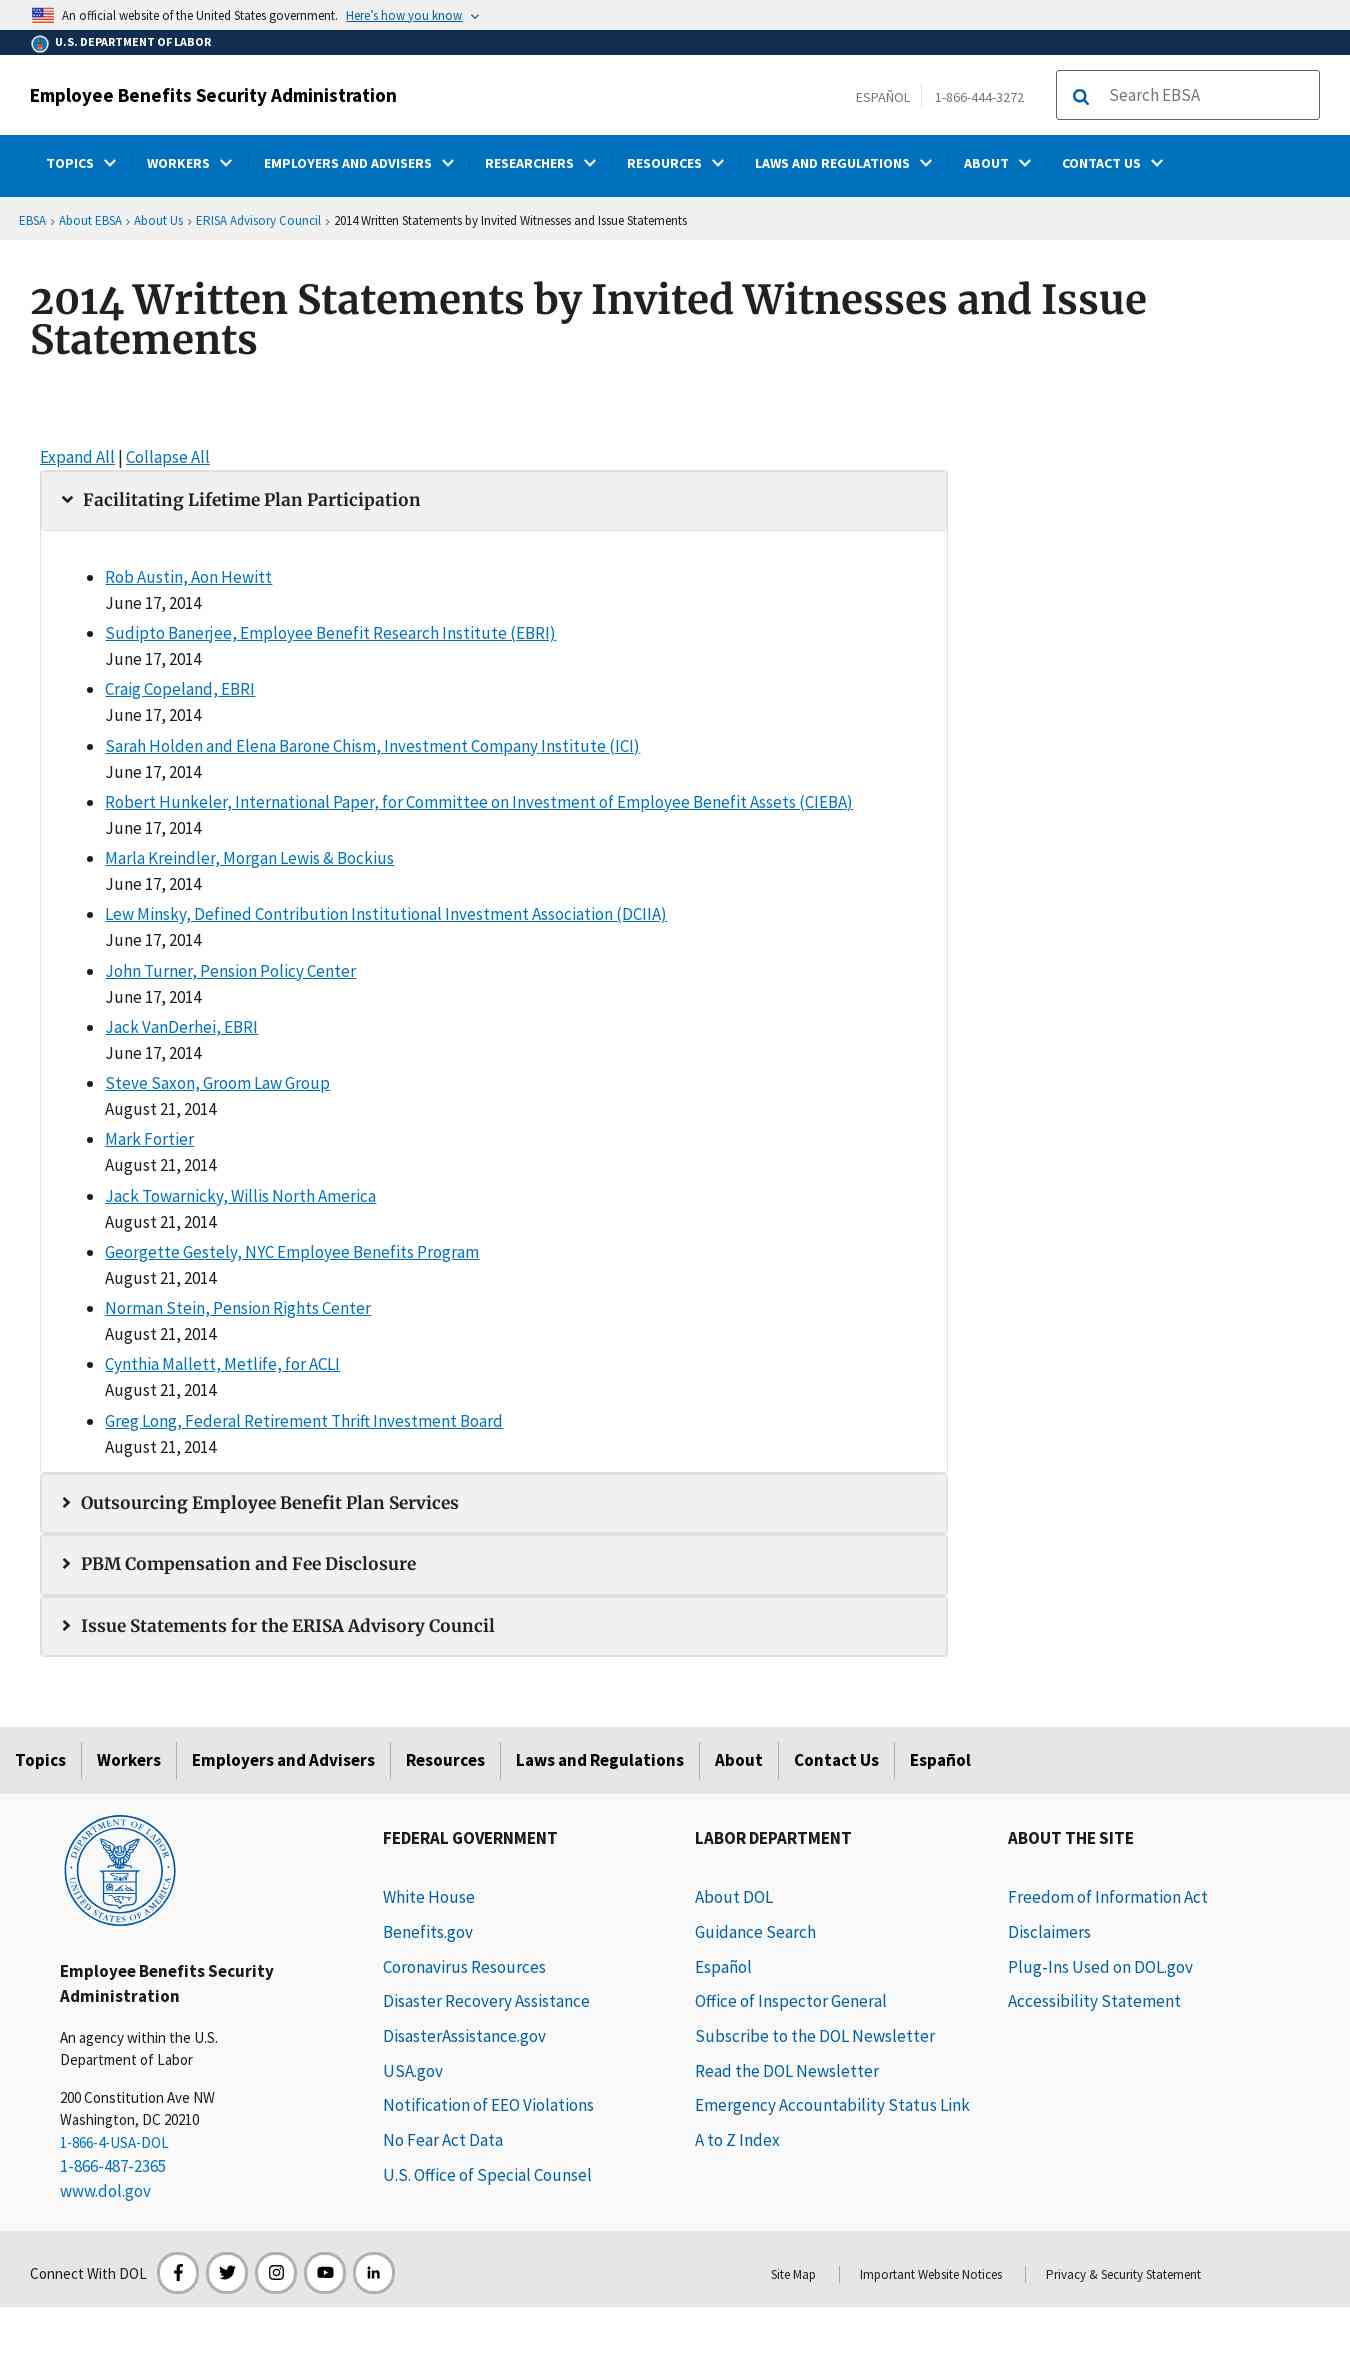 An official website of the United States government. Here's how you know
U.S. DEPARTMENT OF LABOR
Employee Benefits Security Administration
ESPAÑOL 1-866-444-3272 Search EBSA
TOPICS WORKERS EMPLOYERS AND ADVISERS RESEARCHERS RESOURCES LAWS AND REGULATIONS ABOUT CONTACT US
EBSA › About EBSA › About Us › ERISA Advisory Council › 2014 Written Statements by Invited Witnesses and Issue Statements
2014 Written Statements by Invited Witnesses and Issue
Statements
Expand All | Collapse All
Facilitating Lifetime Plan Participation
Rob Austin, Aon Hewitt
June 17, 2014
Sudipto Banerjee, Employee Benefit Research Institute (EBRI)
June 17, 2014
Craig Copeland, EBRI
June 17, 2014
Sarah Holden and Elena Barone Chism, Investment Company Institute (ICI)
June 17, 2014
Robert Hunkeler, International Paper, for Committee on Investment of Employee Benefit Assets (CIEBA)
June 17, 2014
Marla Kreindler, Morgan Lewis & Bockius
June 17, 2014
Lew Minsky, Defined Contribution Institutional Investment Association (DCIIA)
June 17, 2014
John Turner, Pension Policy Center
June 17, 2014
Jack VanDerhei, EBRI
June 17, 2014
Steve Saxon, Groom Law Group
August 21, 2014
Mark Fortier
August 21, 2014
Jack Towarnicky, Willis North America
August 21, 2014
Georgette Gestely, NYC Employee Benefits Program
August 21, 2014
Norman Stein, Pension Rights Center
August 21, 2014
Cynthia Mallett, Metlife, for ACLI
August 21, 2014
Greg Long, Federal Retirement Thrift Investment Board
August 21, 2014
Outsourcing Employee Benefit Plan Services
PBM Compensation and Fee Disclosure
Issue Statements for the ERISA Advisory Council
Topics Workers Employers and Advisers Resources Laws and Regulations About Contact Us Español
DEPARTMENT OF LABOR
UNITED STATES OF AMERICA
Employee Benefits Security
Administration
An agency within the U.S.
Department of Labor
200 Constitution Ave NW
Washington, DC 20210
1-866-4-USA-DOL
1-866-487-2365
www.dol.gov
FEDERAL GOVERNMENT
White House
Benefits.gov
Coronavirus Resources
Disaster Recovery Assistance
DisasterAssistance.gov
USA.gov
Notification of EEO Violations
No Fear Act Data
U.S. Office of Special Counsel
LABOR DEPARTMENT
About DOL
Guidance Search
Español
Office of Inspector General
Subscribe to the DOL Newsletter
Read the DOL Newsletter
Emergency Accountability Status Link
A to Z Index
ABOUT THE SITE
Freedom of Information Act
Disclaimers
Plug-Ins Used on DOL.gov
Accessibility Statement
Connect With DOL
Site Map Important Website Notices Privacy & Security Statement